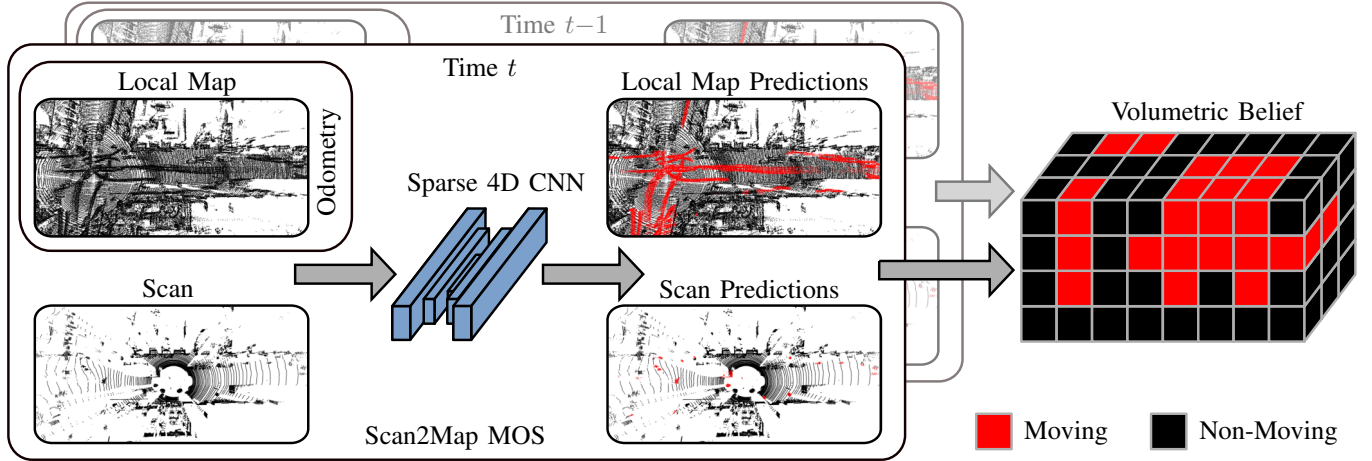 Time t−1
Time t
Local Map
Odometry
Local Map Predictions
Sparse 4D CNN
Volumetric Belief
Scan
Scan Predictions
Scan2Map MOS
Moving
Non-Moving